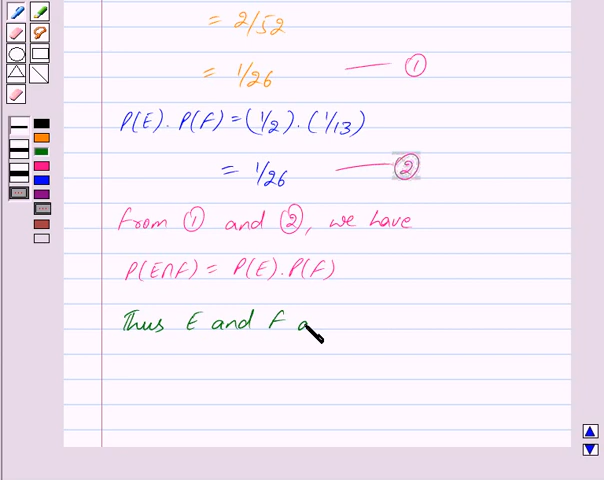 = 2/52
= 1/26 —— ①
P(E). P(F) = (1/2). (1/13)
= 1/26 —— ②
From ① and ②, we have
P(E∩F) = P(E). P(F)
Thus E and F a